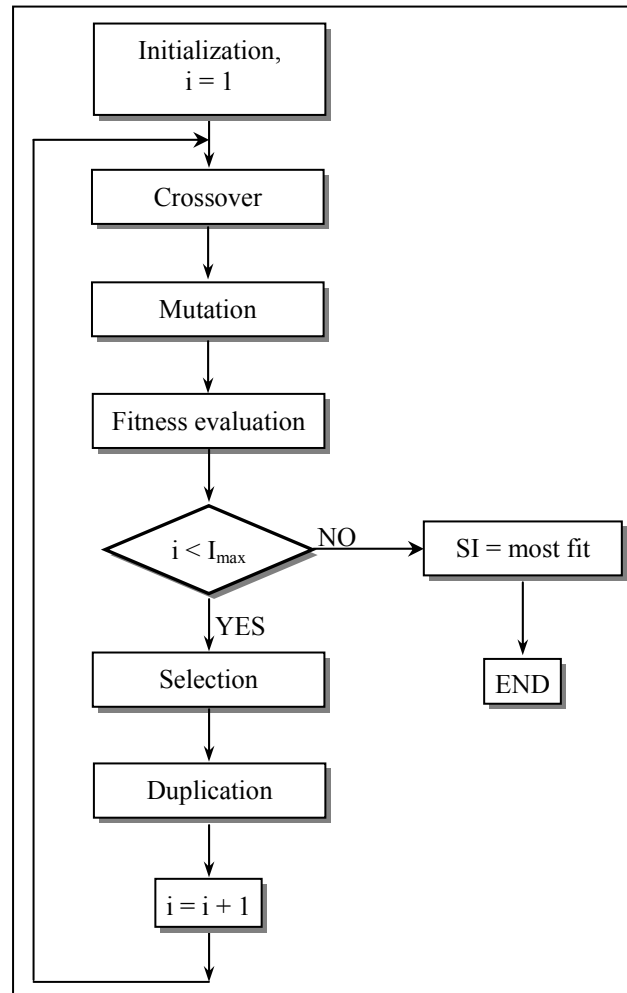 Initialization,
i = 1
Crossover
Mutation
Fitness evaluation
i < Imax
NO
SI = most fit
YES
END
Selection
Duplication
i = i + 1